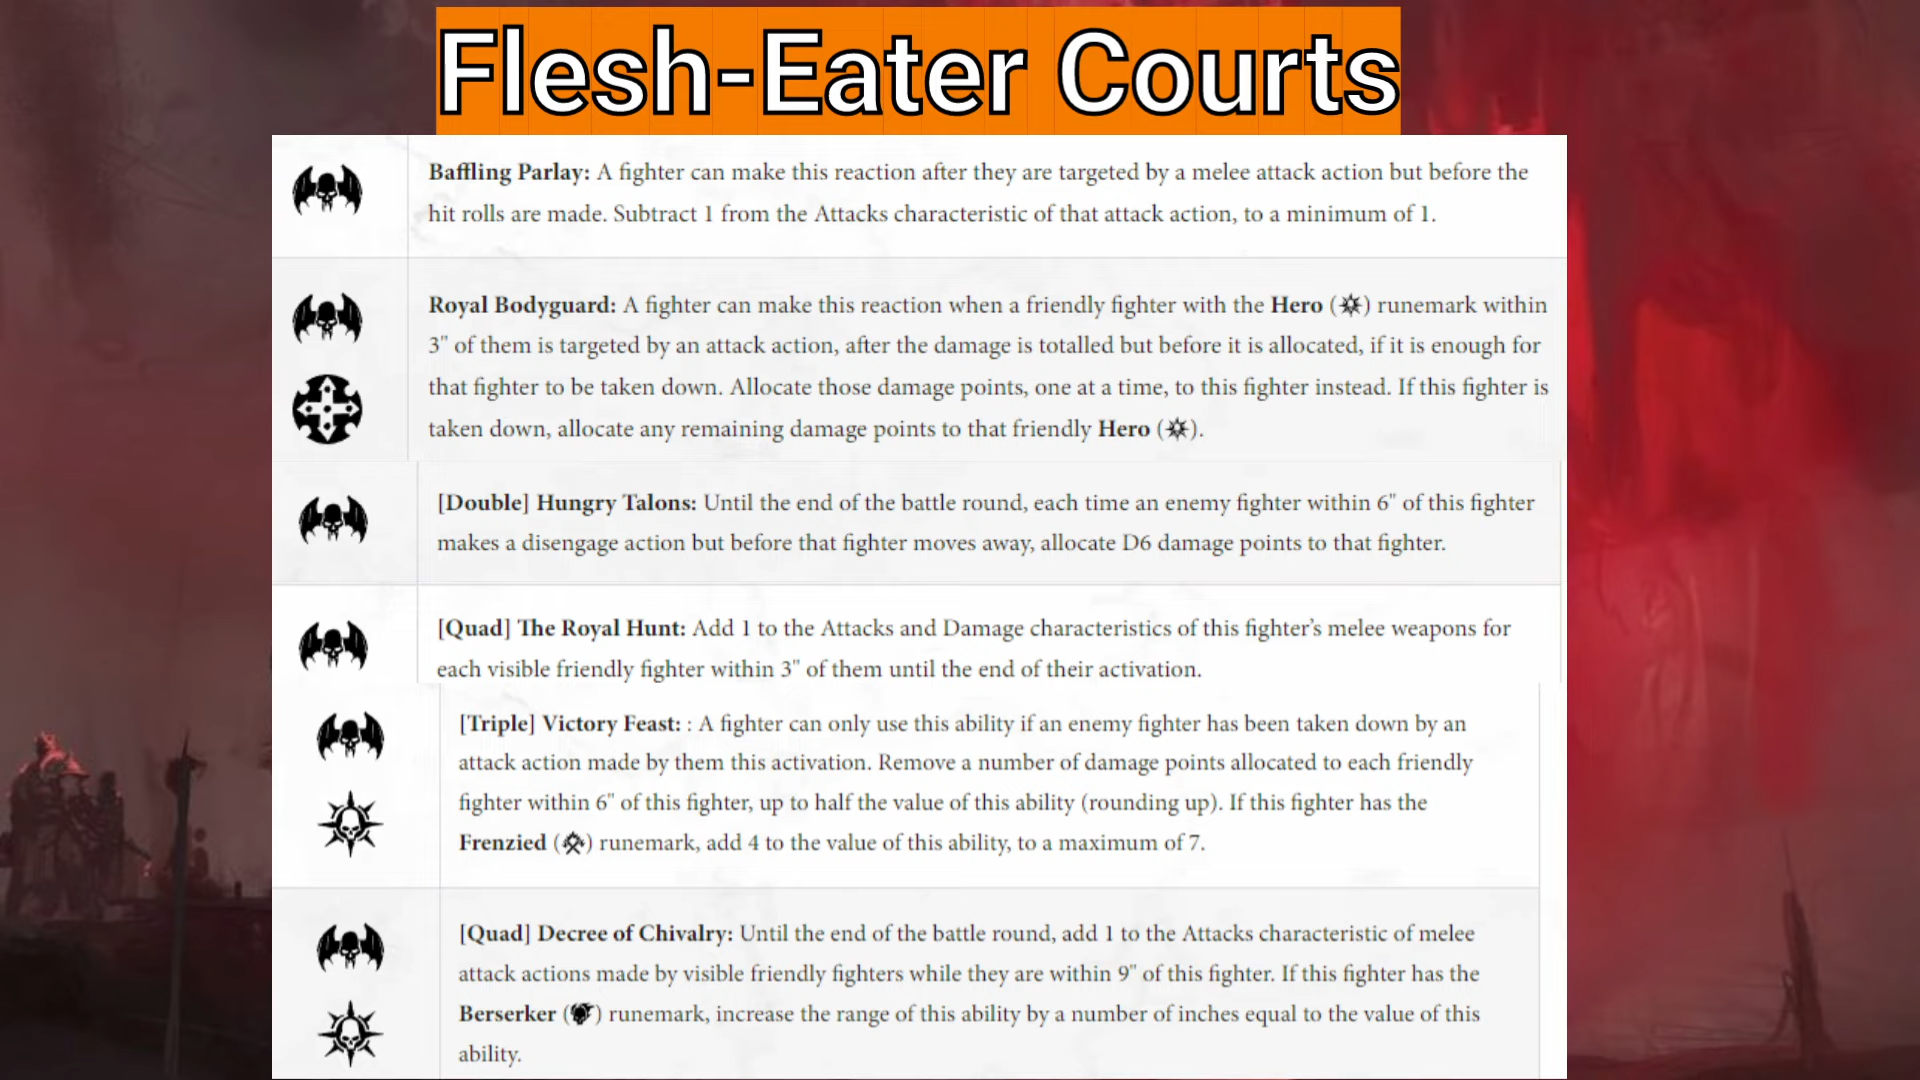 Flesh-Eater Courts
Baffling Parlay: A fighter can make this reaction after they are targeted by a melee attack action but before the
hit rolls are made. Subtract 1 from the Attacks characteristic of that attack action, to a minimum of 1.
Royal Bodyguard: A fighter can make this reaction when a friendly fighter with the Hero () runemark within
3" of them is targeted by an attack action, after the damage is totalled but before it is allocated, if it is enough for
that fighter to be taken down. Allocate those damage points, one at a time, to this fighter instead. If this fighter is
taken down, allocate any remaining damage points to that friendly Hero ().
[Double] Hungry Talons: Until the end of the battle round, each time an enemy fighter within 6" of this fighter
makes a disengage action but before that fighter moves away, allocate D6 damage points to that fighter.
[Quad] The Royal Hunt: Add 1 to the Attacks and Damage characteristics of this fighter's melee weapons for
each visible friendly fighter within 3" of them until the end of their activation.
[Triple] Victory Feast: : A fighter can only use this ability if an enemy fighter has been taken down by an
attack action made by them this activation. Remove a number of damage points allocated to each friendly
fighter within 6" of this fighter, up to half the value of this ability (rounding up). If this fighter has the
Frenzied () runemark, add 4 to the value of this ability, to a maximum of 7.
[Quad] Decree of Chivalry: Until the end of the battle round, add 1 to the Attacks characteristic of melee
attack actions made by visible friendly fighters while they are within 9" of this fighter. If this fighter has the
Berserker () runemark, increase the range of this ability by a number of inches equal to the value of this
ability.